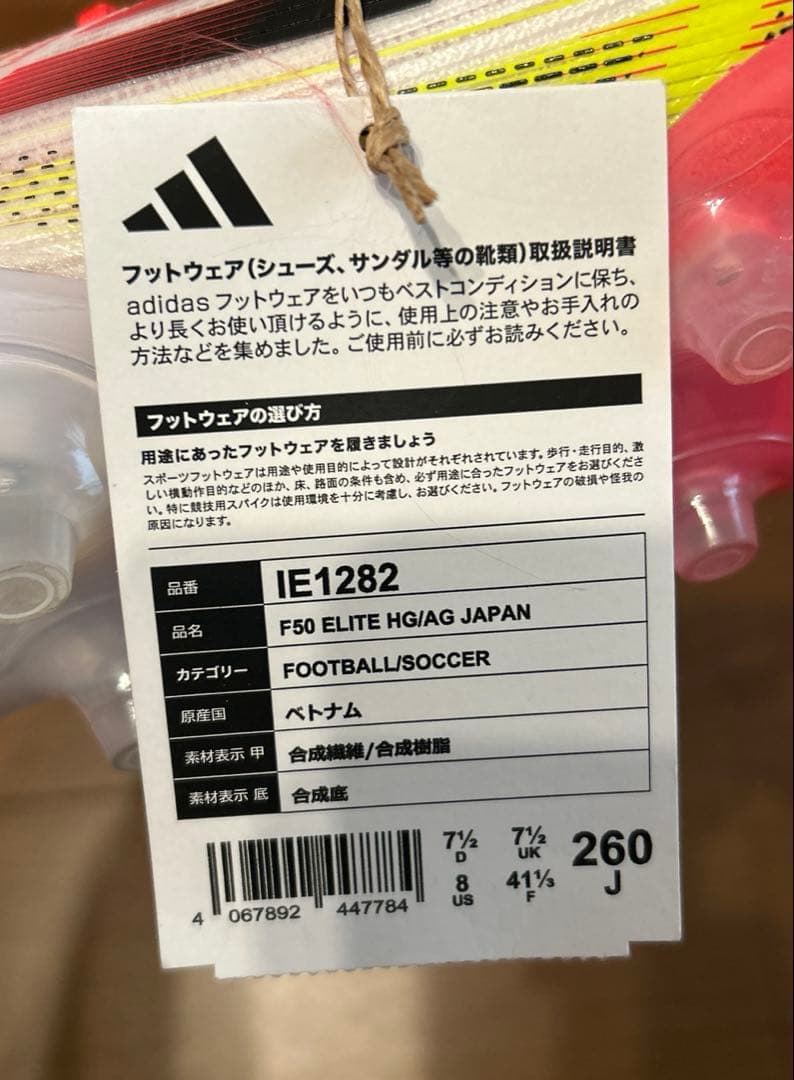 フットウェア(シューズ、サンダル等の靴類)取扱説明書
adidas フットウェアをいつもベストコンディションに保ち、
より長くお使い頂けるように、使用上の注意やお手入れの
方法などを集めました。ご使用前に必ずお読みください。
フットウェアの選び方
用途にあったフットウェアを履きましょう
スポーツフットウェアは用途や使用目的によって設計がそれぞれされています。歩行・走行目的、激
しい横動作目的などのほか、床、路面の条件も含め、必ず用途に合ったフットウェアをお選びくださ
い。特に競技用スパイクは使用環境を十分に考慮し、お選びください。フットウェアの破損や怪我の
原因になります。
品番 IE1282
品名 F50 ELITE HG/AG JAPAN
カテゴリー FOOTBALL/SOCCER
原産国 ベトナム
素材表示 甲 合成繊維/合成樹脂
素材表示 底 合成底
7½ 7½ 260
D UK J
8 41⅓
US F
4 067892 447784